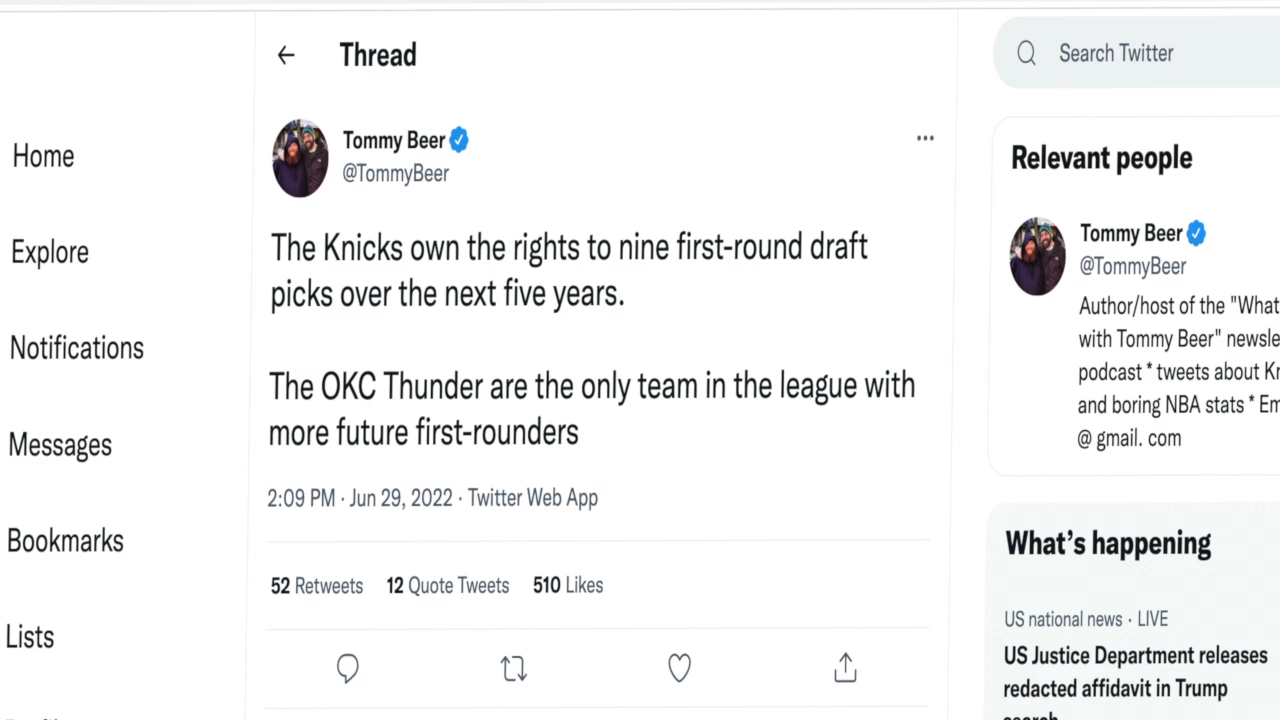 Home
Explore
Notifications
Messages
Bookmarks
Lists
Thread
Tommy Beer
@TommyBeer
The Knicks own the rights to nine first-round draft
picks over the next five years.
The OKC Thunder are the only team in the league with
more future first-rounders
2:09 PM · Jun 29, 2022 · Twitter Web App
52 Retweets 12 Quote Tweets 510 Likes
Search Twitter
Relevant people
Tommy Beer
@TommyBeer
Author/host of the "What
with Tommy Beer" newsle
podcast * tweets about Kn
and boring NBA stats * Em
@ gmail. com
What's happening
US national news · LIVE
US Justice Department releases
redacted affidavit in Trump
search